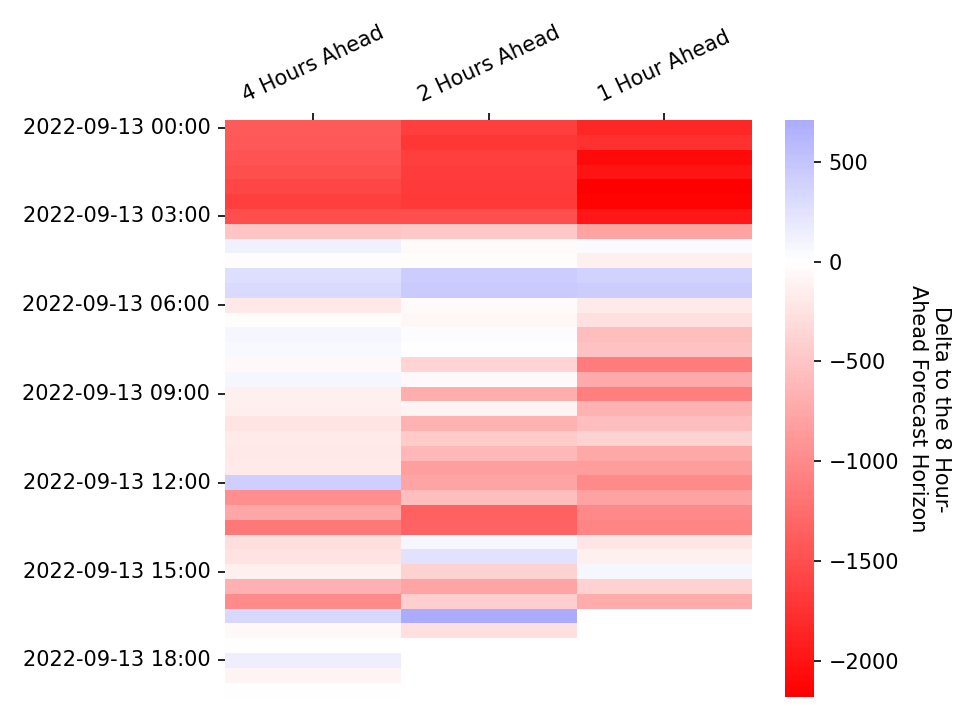 4 Hours Ahead
2 Hours Ahead
1 Hour Ahead
2022-09-13 00:00
2022-09-13 03:00
2022-09-13 06:00
2022-09-13 09:00
2022-09-13 12:00
2022-09-13 15:00
2022-09-13 18:00
500
0
−500
−1000
−1500
−2000
Delta to the 8 Hour-
Ahead Forecast Horizon